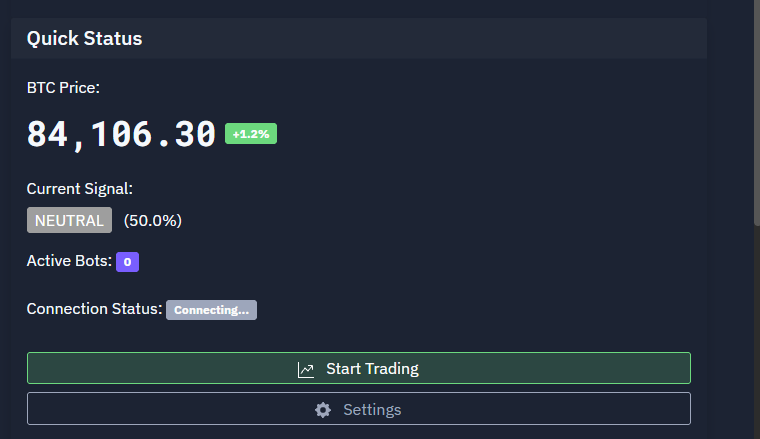 Quick Status
BTC Price:
84,106.30 +1.2%
Current Signal:
NEUTRAL (50.0%)
Active Bots: 0
Connection Status: Connecting...
Start Trading
Settings